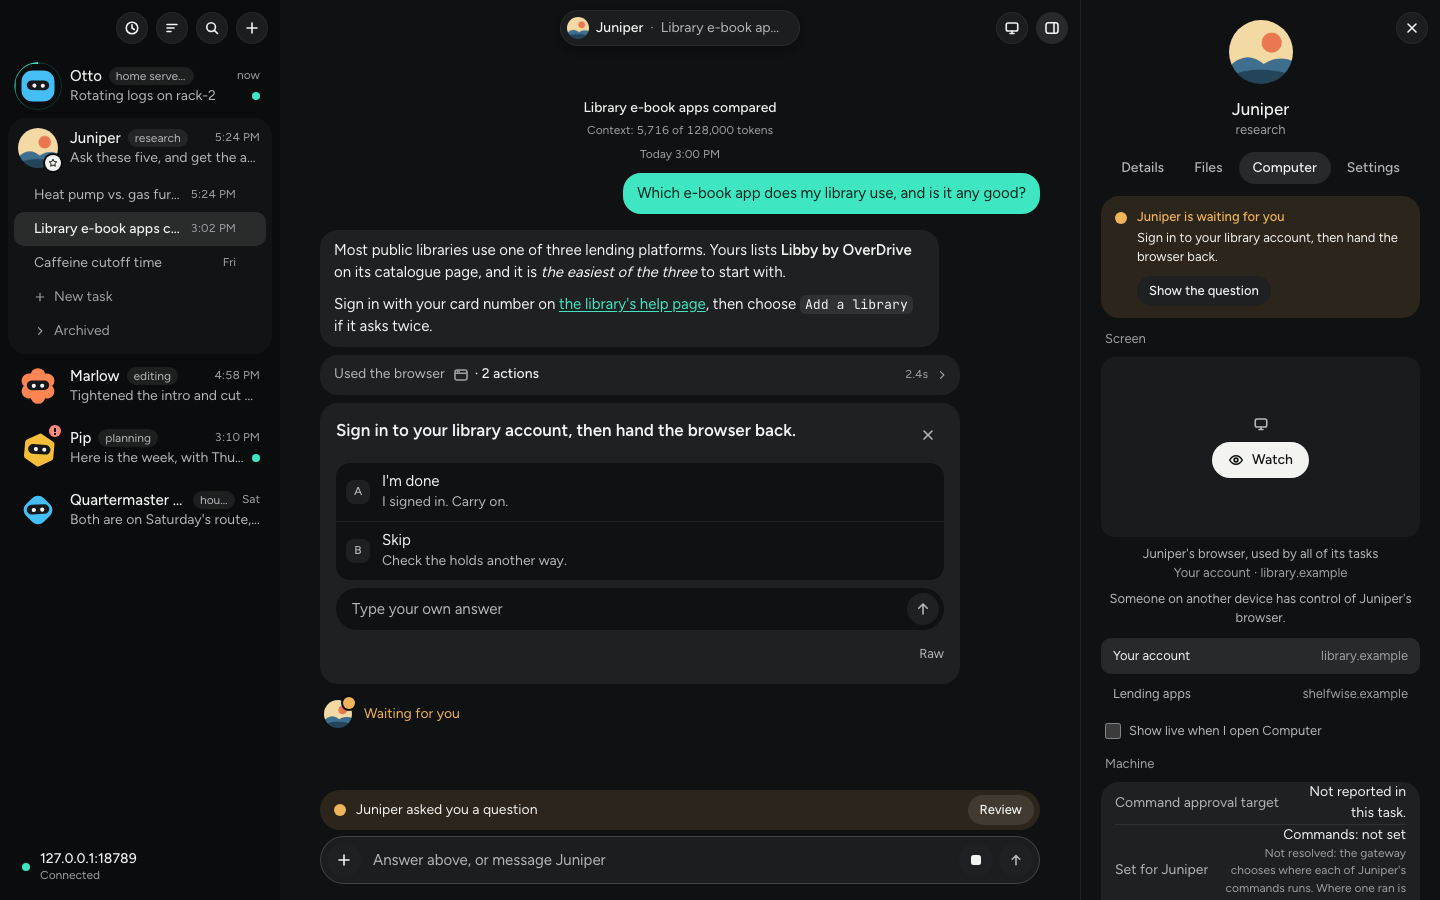 Otto home serve... now
Rotating logs on rack-2
Juniper research 5:24 PM
Ask these five, and get the a...
Heat pump vs. gas fur... 5:24 PM
Library e-book apps c... 3:02 PM
Caffeine cutoff time Fri
New task
Archived
Marlow editing 4:58 PM
Tightened the intro and cut ...
Pip planning 3:10 PM
Here is the week, with Thu...
Quartermaster ... hou... Sat
Both are on Saturday's route,...
127.0.0.1:18789
Connected
Juniper · Library e-book ap...
Library e-book apps compared
Context: 5,716 of 128,000 tokens
Today 3:00 PM
Which e-book app does my library use, and is it any good?
Most public libraries use one of three lending platforms. Yours lists Libby by OverDrive
on its catalogue page, and it is the easiest of the three to start with.
Sign in with your card number on the library's help page, then choose Add a library
if it asks twice.
Used the browser · 2 actions 2.4s
Sign in to your library account, then hand the browser back.
A I'm done
I signed in. Carry on.
B Skip
Check the holds another way.
Type your own answer
Raw
Waiting for you
Juniper asked you a question Review
Answer above, or message Juniper
Juniper
research
Details Files Computer Settings
Juniper is waiting for you
Sign in to your library account, then hand the
browser back.
Show the question
Screen
Watch
Juniper's browser, used by all of its tasks
Your account · library.example
Someone on another device has control of Juniper's
browser.
Your account library.example
Lending apps shelfwise.example
Show live when I open Computer
Machine
Command approval target Not reported in
this task.
Set for Juniper Commands: not set
Not resolved: the gateway
chooses where each of Juniper's
commands runs. Where one ran is